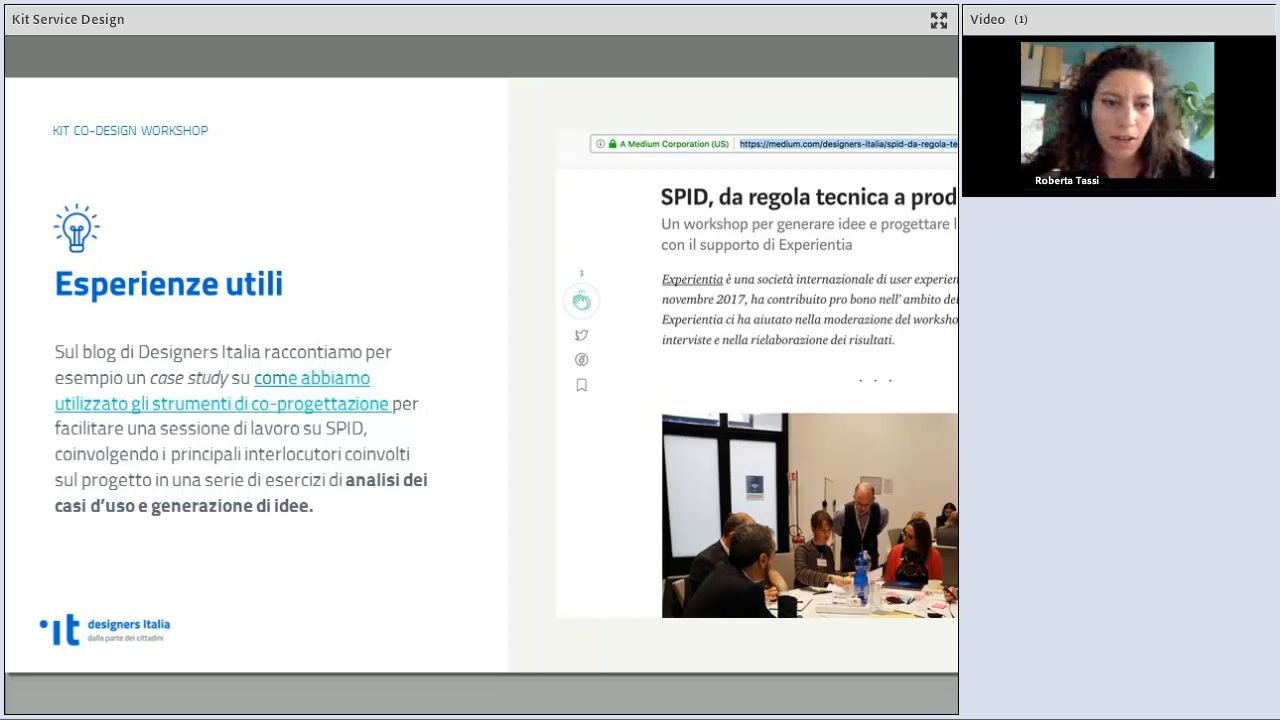 Kit Service Design
Video (1)
Roberta Tassi
KIT CO-DESIGN WORKSHOP
Esperienze utili
Sul blog di Designers Italia raccontiamo per
esempio un case study su come abbiamo
utilizzato gli strumenti di co-progettazione per
facilitare una sessione di lavoro su SPID,
coinvolgendo i principali interlocutori coinvolti
sul progetto in una serie di esercizi di analisi dei
casi d'uso e generazione di idee.
it designers Italia
dalla parte dei cittadini
A Medium Corporation (US) https://medium.com/designers-italia/spid-da-regola-te
SPID, da regola tecnica a prod
Un workshop per generare idee e progettare l
con il supporto di Experientia
3
Experientia è una società internazionale di user experien
novembre 2017, ha contribuito pro bono nell' ambito de
Experientia ci ha aiutato nella moderazione del worksho
interviste e nella rielaborazione dei risultati.
. . .